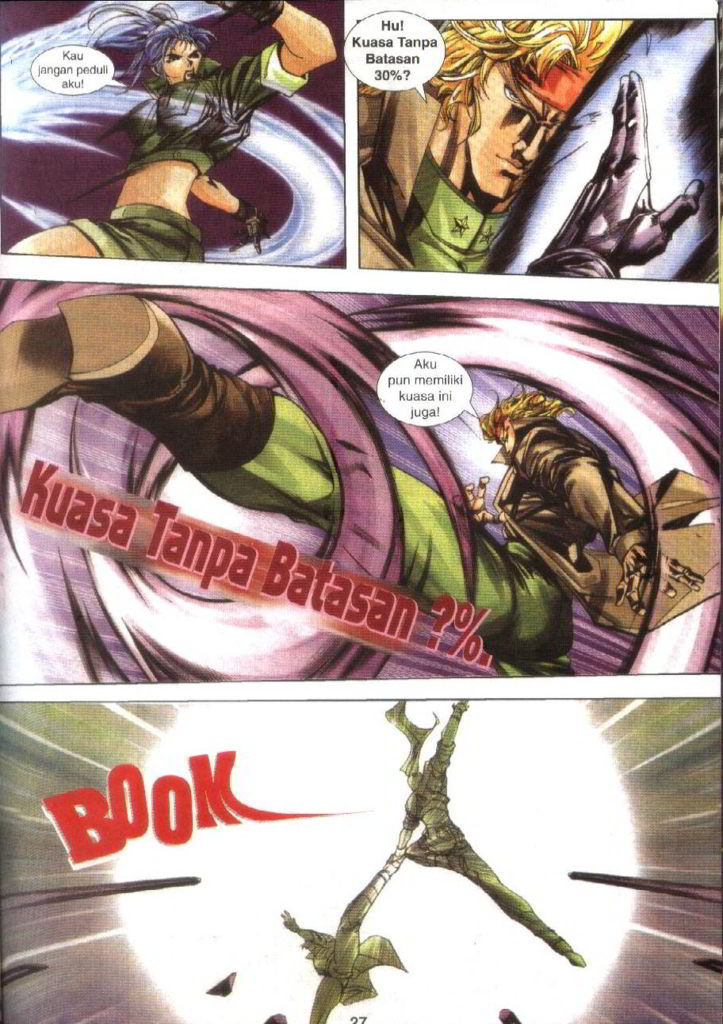 Kau
jangan peduli
aku!
Hu!
Kuasa Tanpa
Batasan
30%?
Aku
pun memiliki
kuasa ini
juga!
Kuasa Tanpa Batasan ?%.
BOOM
27